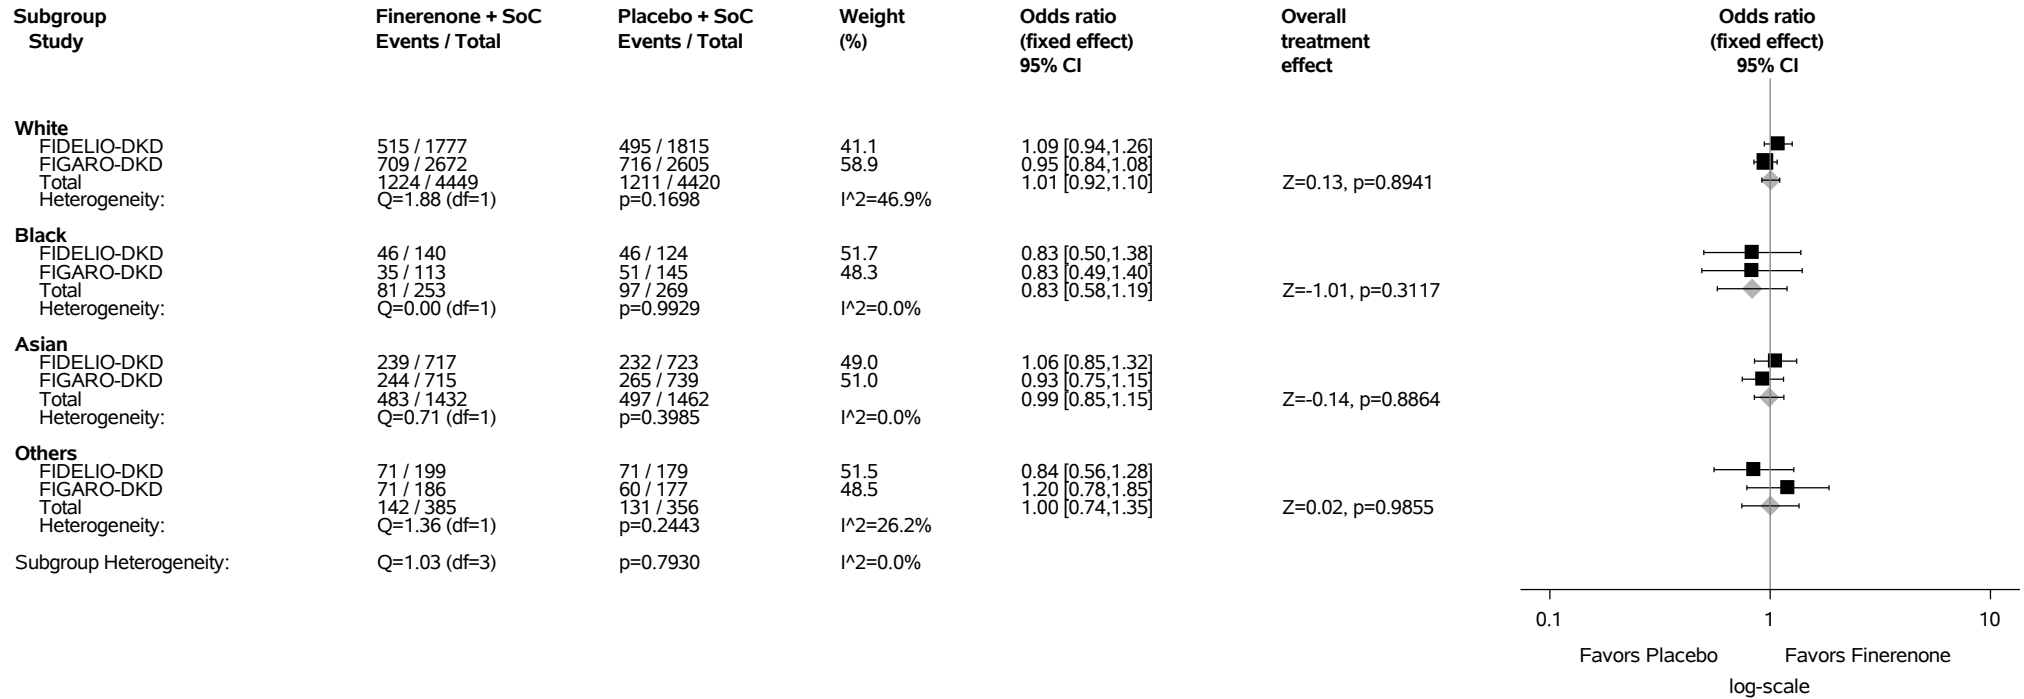 Subgroup Finerenone + SoC Placebo + SoC Weight Odds ratio Overall Odds ratio
Study Events / Total Events / Total (%) (fixed effect) treatment (fixed effect)
95% CI effect 95% CI
White
FIDELIO-DKD 515 / 1777 495 / 1815 41.1 1.09 [0.94,1.26]
FIGARO-DKD 709 / 2672 716 / 2605 58.9 0.95 [0.84,1.08]
Total 1224 / 4449 1211 / 4420 1.01 [0.92,1.10] Z=0.13, p=0.8941
Heterogeneity: Q=1.88 (df=1) p=0.1698 I^2=46.9%
Black
FIDELIO-DKD 46 / 140 46 / 124 51.7 0.83 [0.50,1.38]
FIGARO-DKD 35 / 113 51 / 145 48.3 0.83 [0.49,1.40]
Total 81 / 253 97 / 269 0.83 [0.58,1.19] Z=-1.01, p=0.3117
Heterogeneity: Q=0.00 (df=1) p=0.9929 I^2=0.0%
Asian
FIDELIO-DKD 239 / 717 232 / 723 49.0 1.06 [0.85,1.32]
FIGARO-DKD 244 / 715 265 / 739 51.0 0.93 [0.75,1.15]
Total 483 / 1432 497 / 1462 0.99 [0.85,1.15] Z=-0.14, p=0.8864
Heterogeneity: Q=0.71 (df=1) p=0.3985 I^2=0.0%
Others
FIDELIO-DKD 71 / 199 71 / 179 51.5 0.84 [0.56,1.28]
FIGARO-DKD 71 / 186 60 / 177 48.5 1.20 [0.78,1.85]
Total 142 / 385 131 / 356 1.00 [0.74,1.35] Z=0.02, p=0.9855
Heterogeneity: Q=1.36 (df=1) p=0.2443 I^2=26.2%
Subgroup Heterogeneity: Q=1.03 (df=3) p=0.7930 I^2=0.0%
0.1 1 10
Favors Placebo Favors Finerenone
log-scale